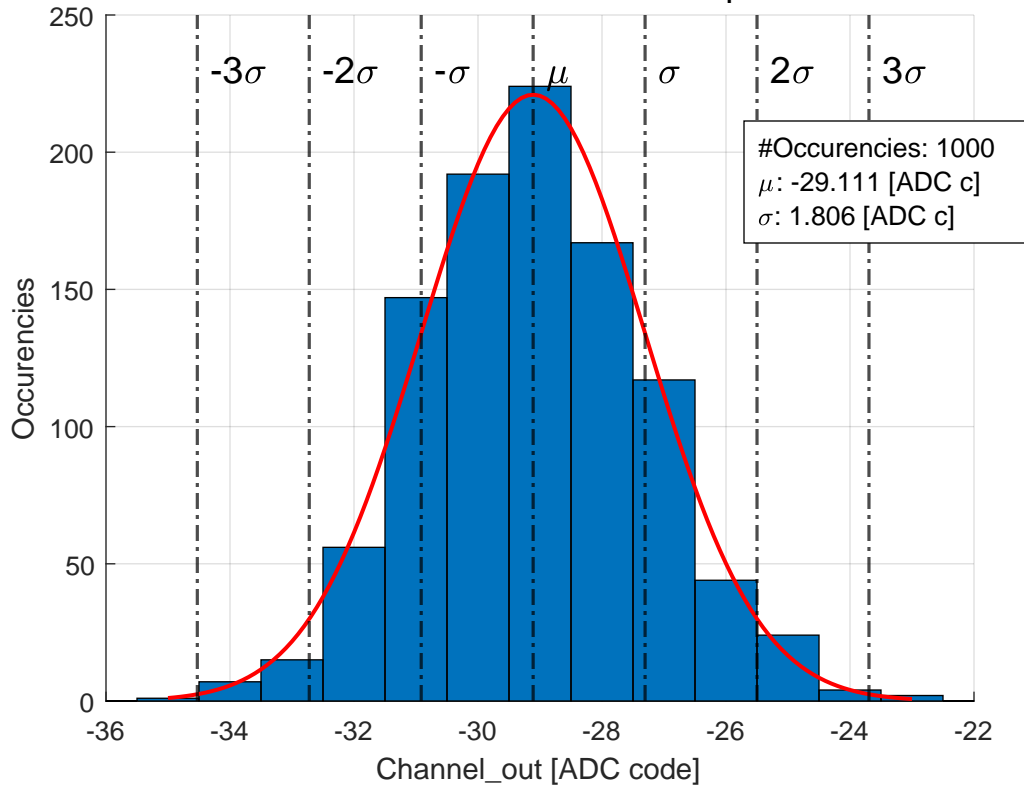 250
200
150
100
50
0
Occurencies
-3σ -2σ -σ μ σ 2σ 3σ
#Occurencies: 1000
μ: -29.111 [ADC c]
σ: 1.806 [ADC c]
-36 -34 -32 -30 -28 -26 -24 -22
Channel_out [ADC code]